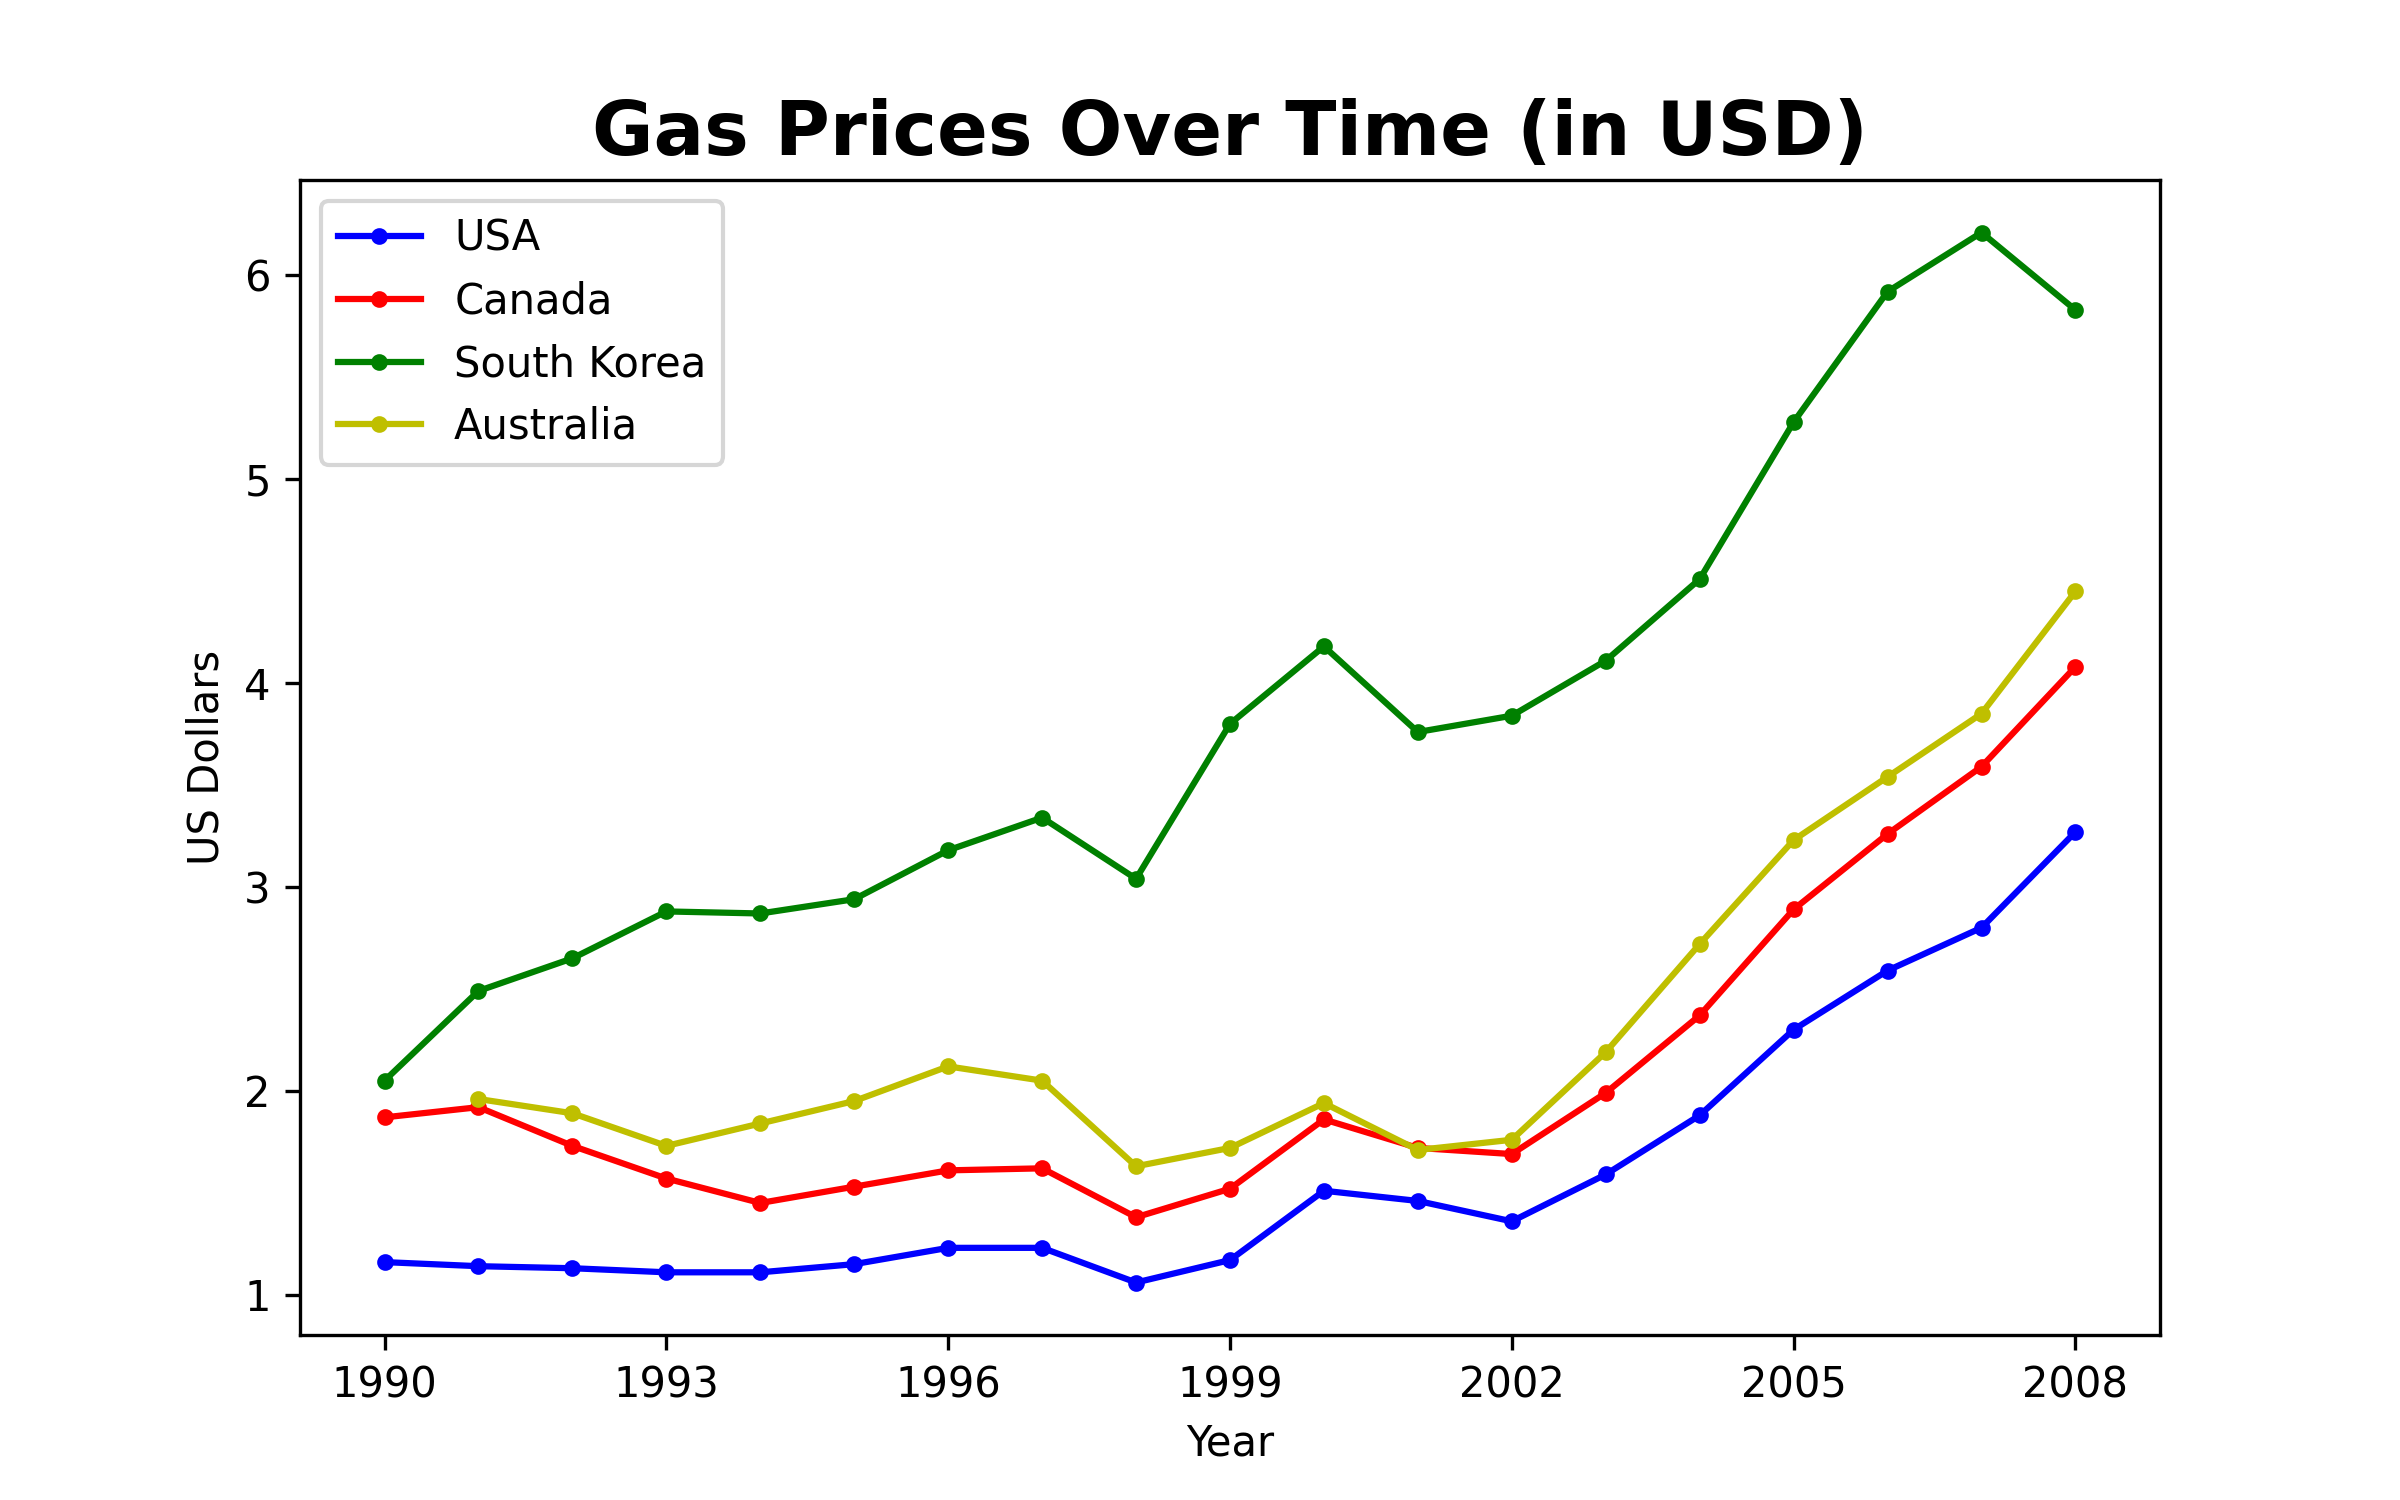 Gas Prices Over Time (in USD)
USA
Canada
South Korea
Australia
6
5
4
3
2
1
US Dollars
1990 1993 1996 1999 2002 2005 2008
Year